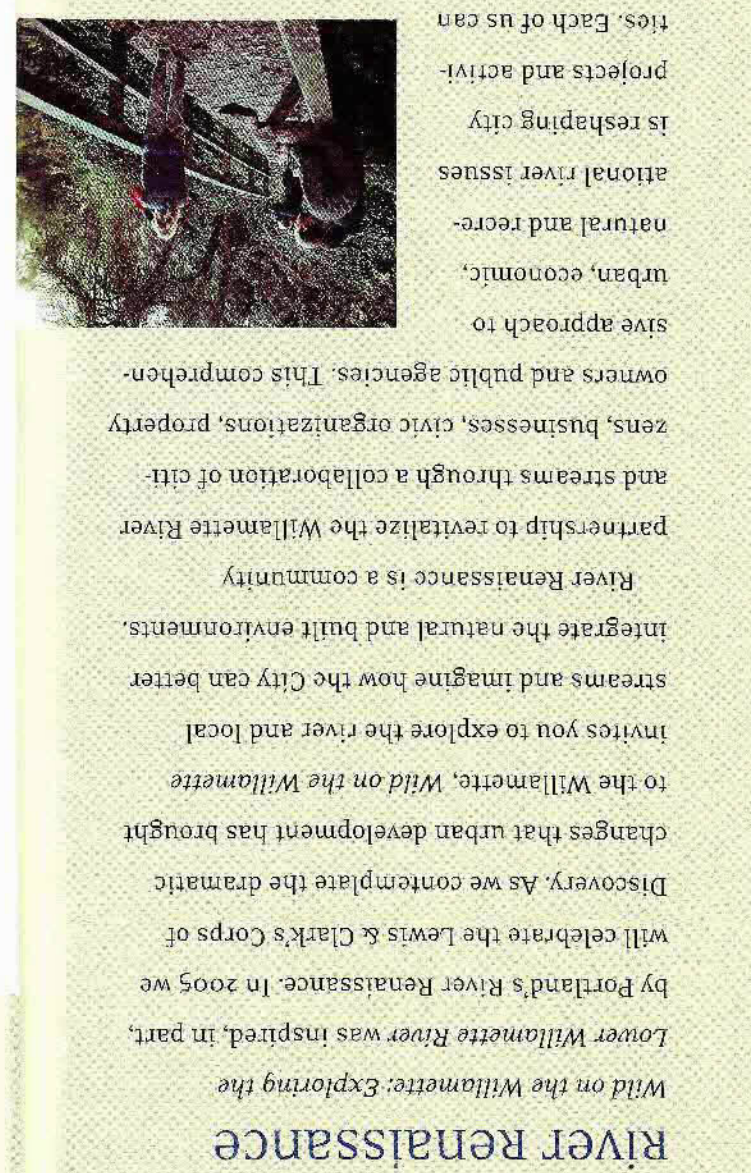 River Renaissance
Wild on the Willamette: Exploring the
Lower Willamette River was inspired, in part,
by Portland's River Renaissance. In 2005 we
will celebrate the Lewis & Clark's Corps of
Discovery. As we contemplate the dramatic
changes that urban development has brought
to the Willamette, Wild on the Willamette
invites you to explore the river and local
streams and imagine how the City can better
integrate the natural and built environments.
River Renaissance is a community
partnership to revitalize the Willamette River
and streams through a collaboration of citi-
zens, businesses, civic organizations, property
owners and public agencies. This comprehen-
sive approach to
urban, economic,
natural and recre-
ational river issues
is reshaping city
projects and activi-
ties. Each of us can